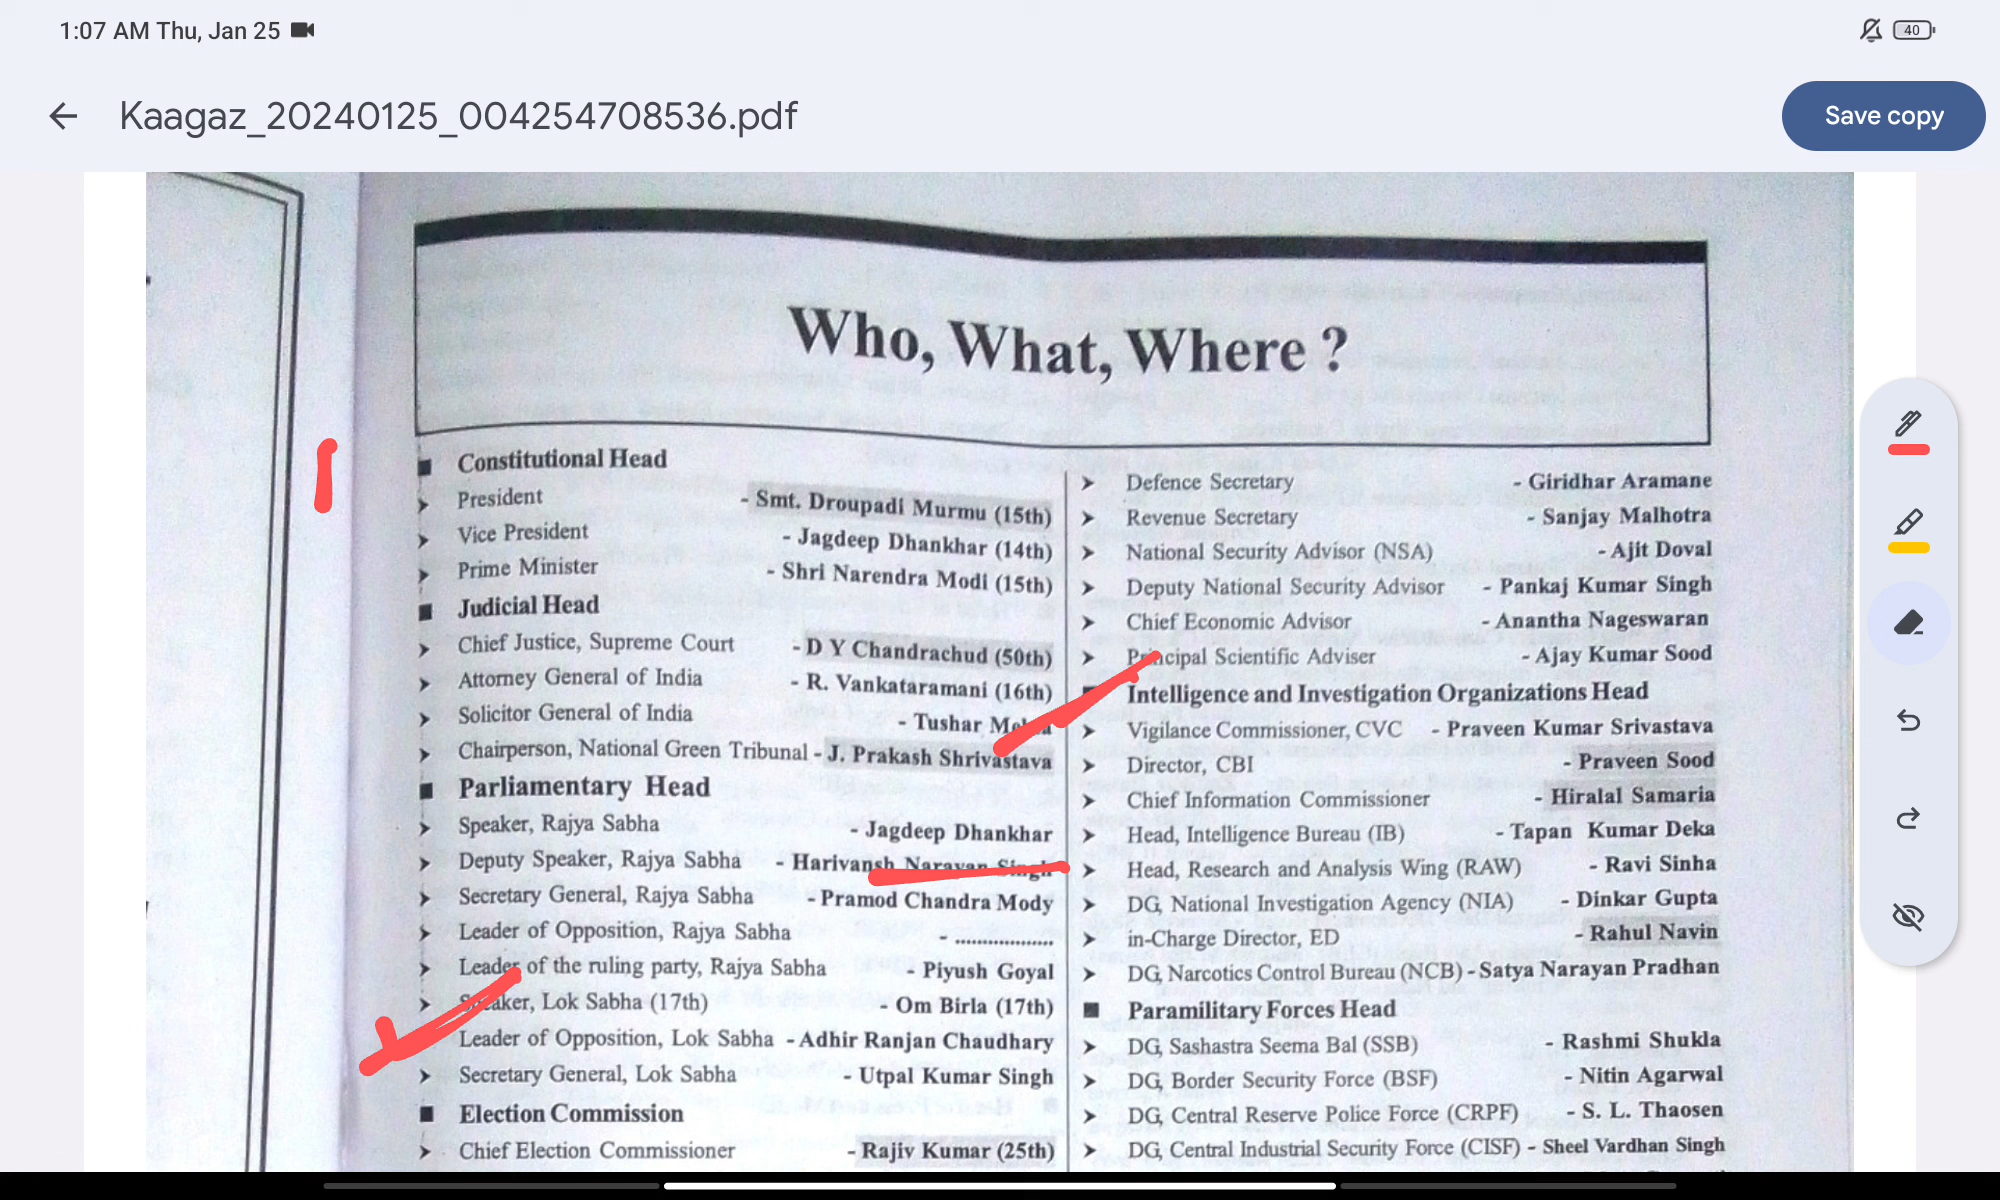 1:07 AM Thu, Jan 25
40
Kaagaz_20240125_004254708536.pdf
Save copy
Who, What, Where ?
Constitutional Head
President - Smt. Droupadi Murmu (15th)
Vice President - Jagdeep Dhankhar (14th)
Prime Minister - Shri Narendra Modi (15th)
Judicial Head
Chief Justice, Supreme Court - D Y Chandrachud (50th)
Attorney General of India - R. Vankataramani (16th)
Solicitor General of India - Tushar
Chairperson, National Green Tribunal - J. Prakash Shrivastava
Parliamentary Head
Speaker, Rajya Sabha - Jagdeep Dhankhar
Deputy Speaker, Rajya Sabha - Harivansh Narayan Singh
Secretary General, Rajya Sabha - Pramod Chandra Mody
Leader of Opposition, Rajya Sabha - ..................
Leader of the ruling party, Rajya Sabha - Piyush Goyal
Speaker, Lok Sabha (17th) - Om Birla (17th)
Leader of Opposition, Lok Sabha - Adhir Ranjan Chaudhary
Secretary General, Lok Sabha - Utpal Kumar Singh
Election Commission
Chief Election Commissioner - Rajiv Kumar (25th)
Defence Secretary - Giridhar Aramane
Revenue Secretary - Sanjay Malhotra
National Security Advisor (NSA) - Ajit Doval
Deputy National Security Advisor - Pankaj Kumar Singh
Chief Economic Advisor - Anantha Nageswaran
Principal Scientific Adviser - Ajay Kumar Sood
Intelligence and Investigation Organizations Head
Vigilance Commissioner, CVC - Praveen Kumar Srivastava
Director, CBI - Praveen Sood
Chief Information Commissioner - Hiralal Samaria
Head, Intelligence Bureau (IB) - Tapan Kumar Deka
Head, Research and Analysis Wing (RAW) - Ravi Sinha
DG, National Investigation Agency (NIA) - Dinkar Gupta
in-Charge Director, ED - Rahul Navin
DG, Narcotics Control Bureau (NCB) - Satya Narayan Pradhan
Paramilitary Forces Head
DG, Sashastra Seema Bal (SSB) - Rashmi Shukla
DG, Border Security Force (BSF) - Nitin Agarwal
DG, Central Reserve Police Force (CRPF) - S. L. Thaosen
DG, Central Industrial Security Force (CISF) - Sheel Vardhan Singh